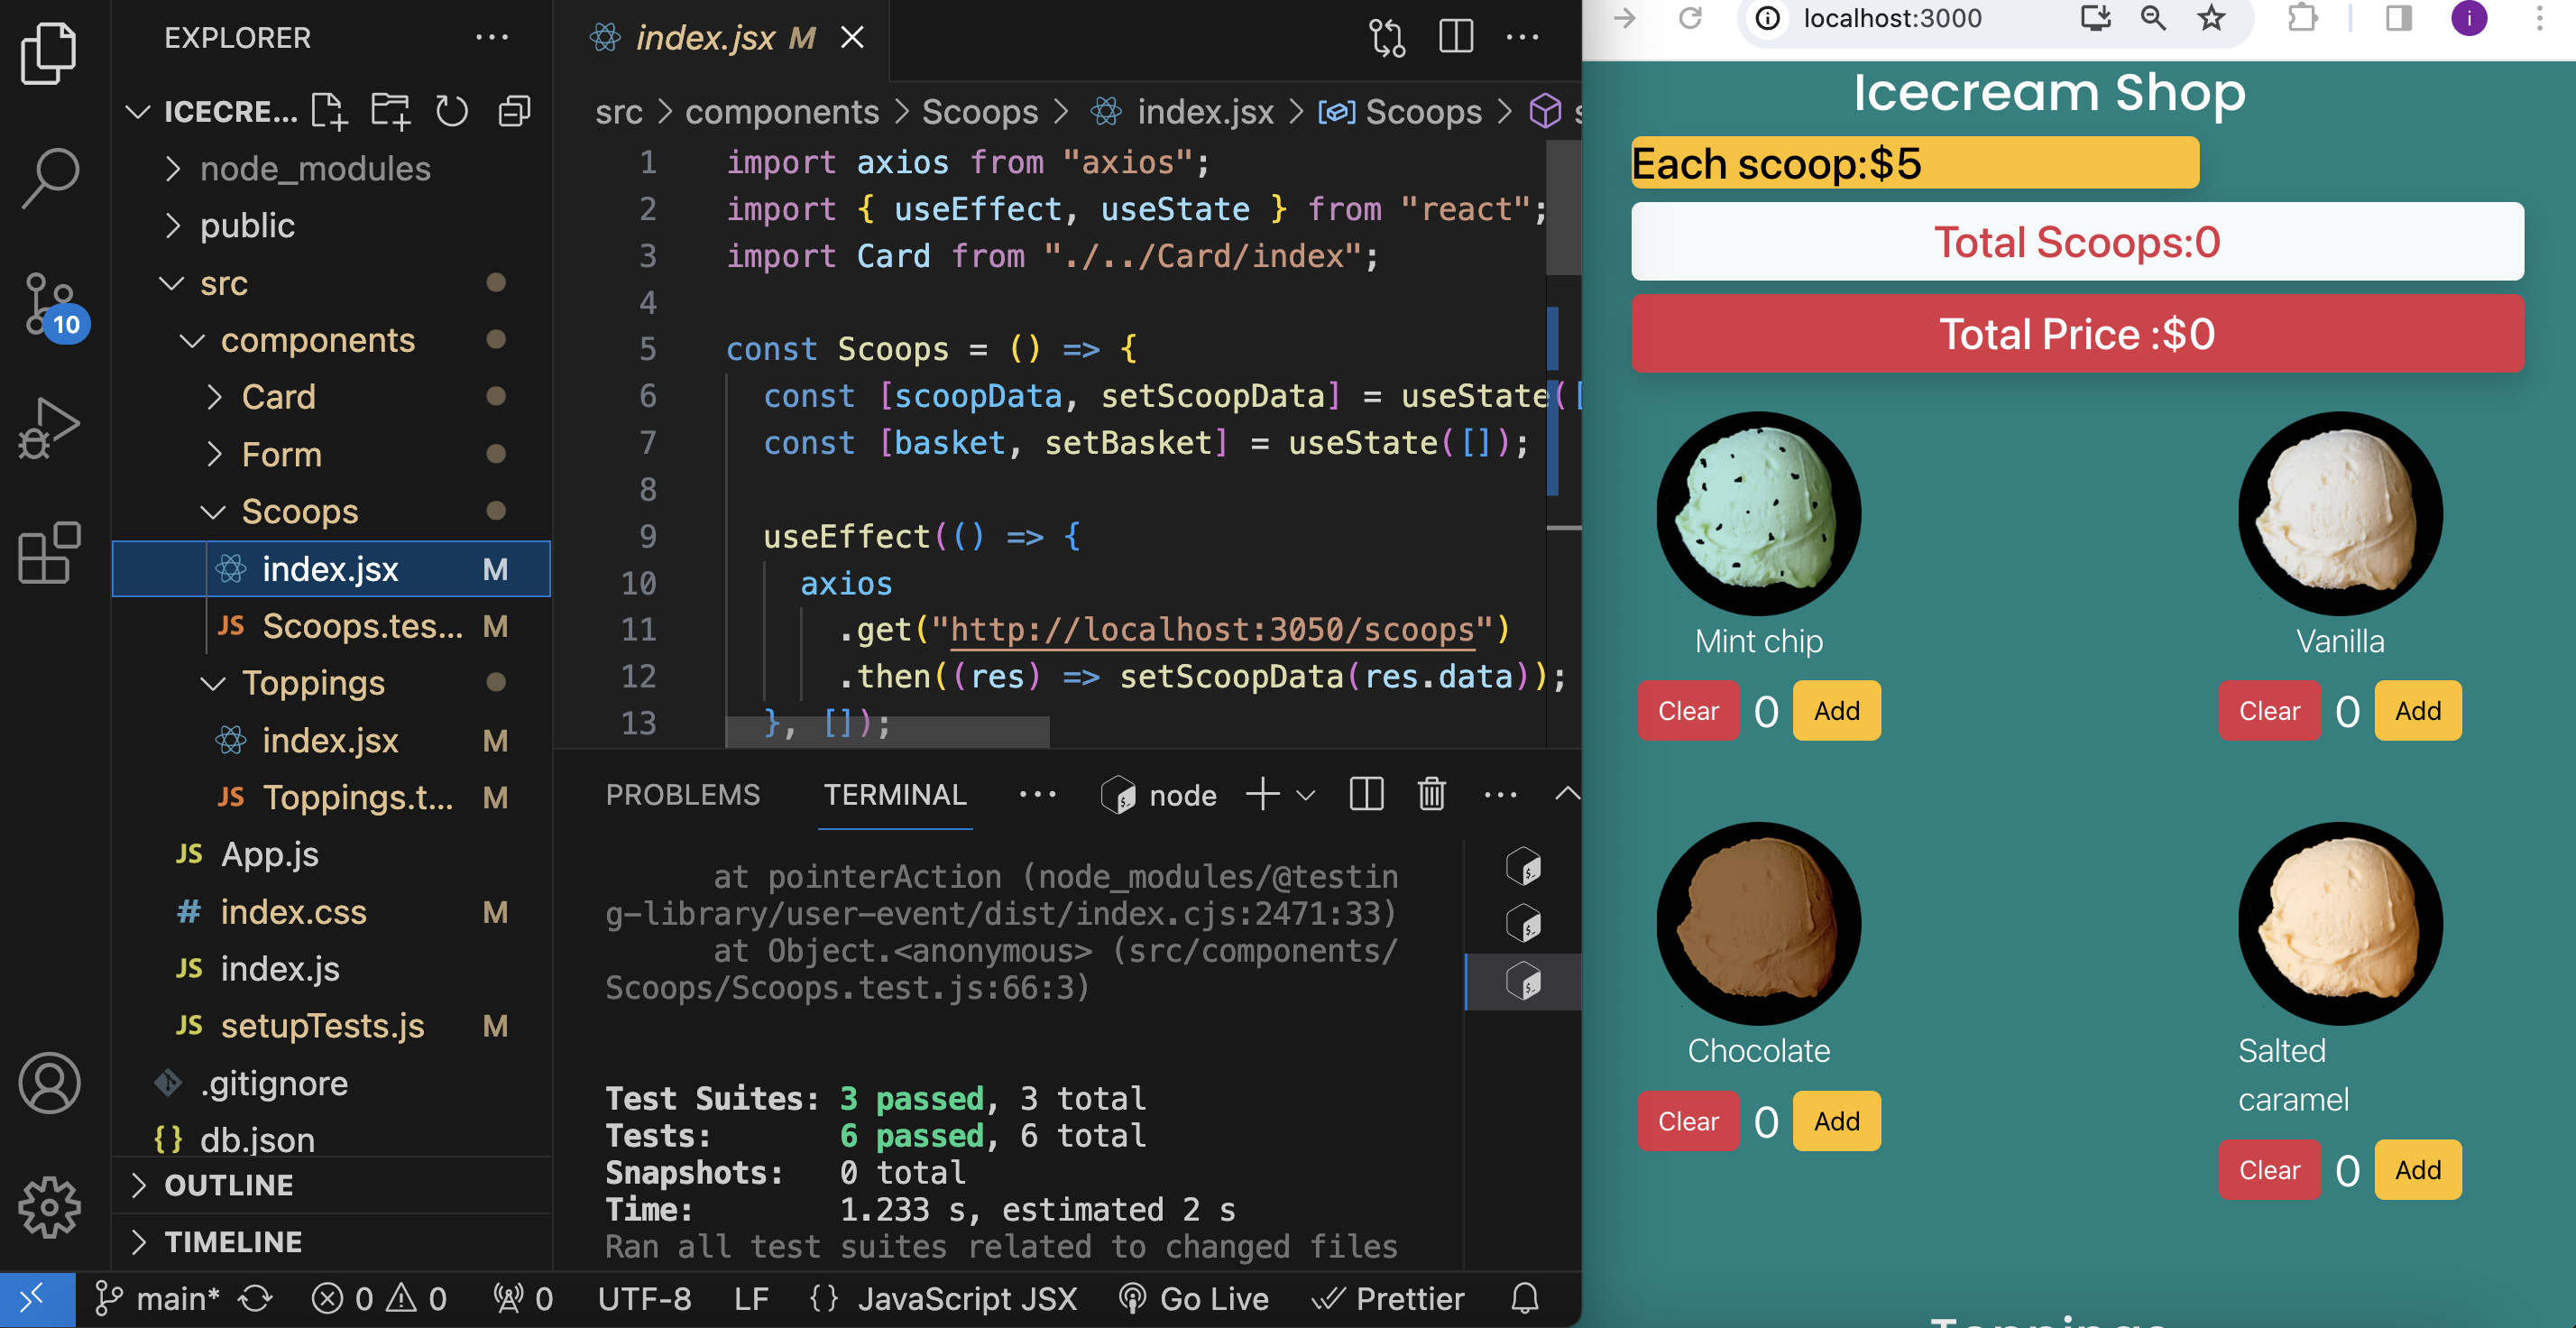 EXPLORER
ICECRE...
node_modules
public
src
components
Card
Form
Scoops
index.jsx M
Scoops.tes... M
Toppings
index.jsx M
Toppings.t... M
App.js
index.css M
index.js
setupTests.js M
.gitignore
db.json
OUTLINE
TIMELINE
10
index.jsx M
src > components > Scoops > index.jsx > Scoops >
1 import axios from "axios";
2 import { useEffect, useState } from "react";
3 import Card from "./../Card/index";
4
5 const Scoops = () => {
6 const [scoopData, setScoopData] = useState([
7 const [basket, setBasket] = useState([]);
8
9 useEffect(() => {
10 axios
11 .get("http://localhost:3050/scoops")
12 .then((res) => setScoopData(res.data));
13 }, []);
PROBLEMS TERMINAL node
at pointerAction (node_modules/@testin
g-library/user-event/dist/index.cjs:2471:33)
at Object.<anonymous> (src/components/
Scoops/Scoops.test.js:66:3)
Test Suites: 3 passed, 3 total
Tests: 6 passed, 6 total
Snapshots: 0 total
Time: 1.233 s, estimated 2 s
Ran all test suites related to changed files
main* 0 0 0 UTF-8 LF {} JavaScript JSX Go Live Prettier
localhost:3000 i
Icecream Shop
Each scoop:$5
Total Scoops:0
Total Price :$0
Mint chip
Clear 0 Add
Vanilla
Clear 0 Add
Chocolate
Clear 0 Add
Salted
caramel
Clear 0 Add
Toppings